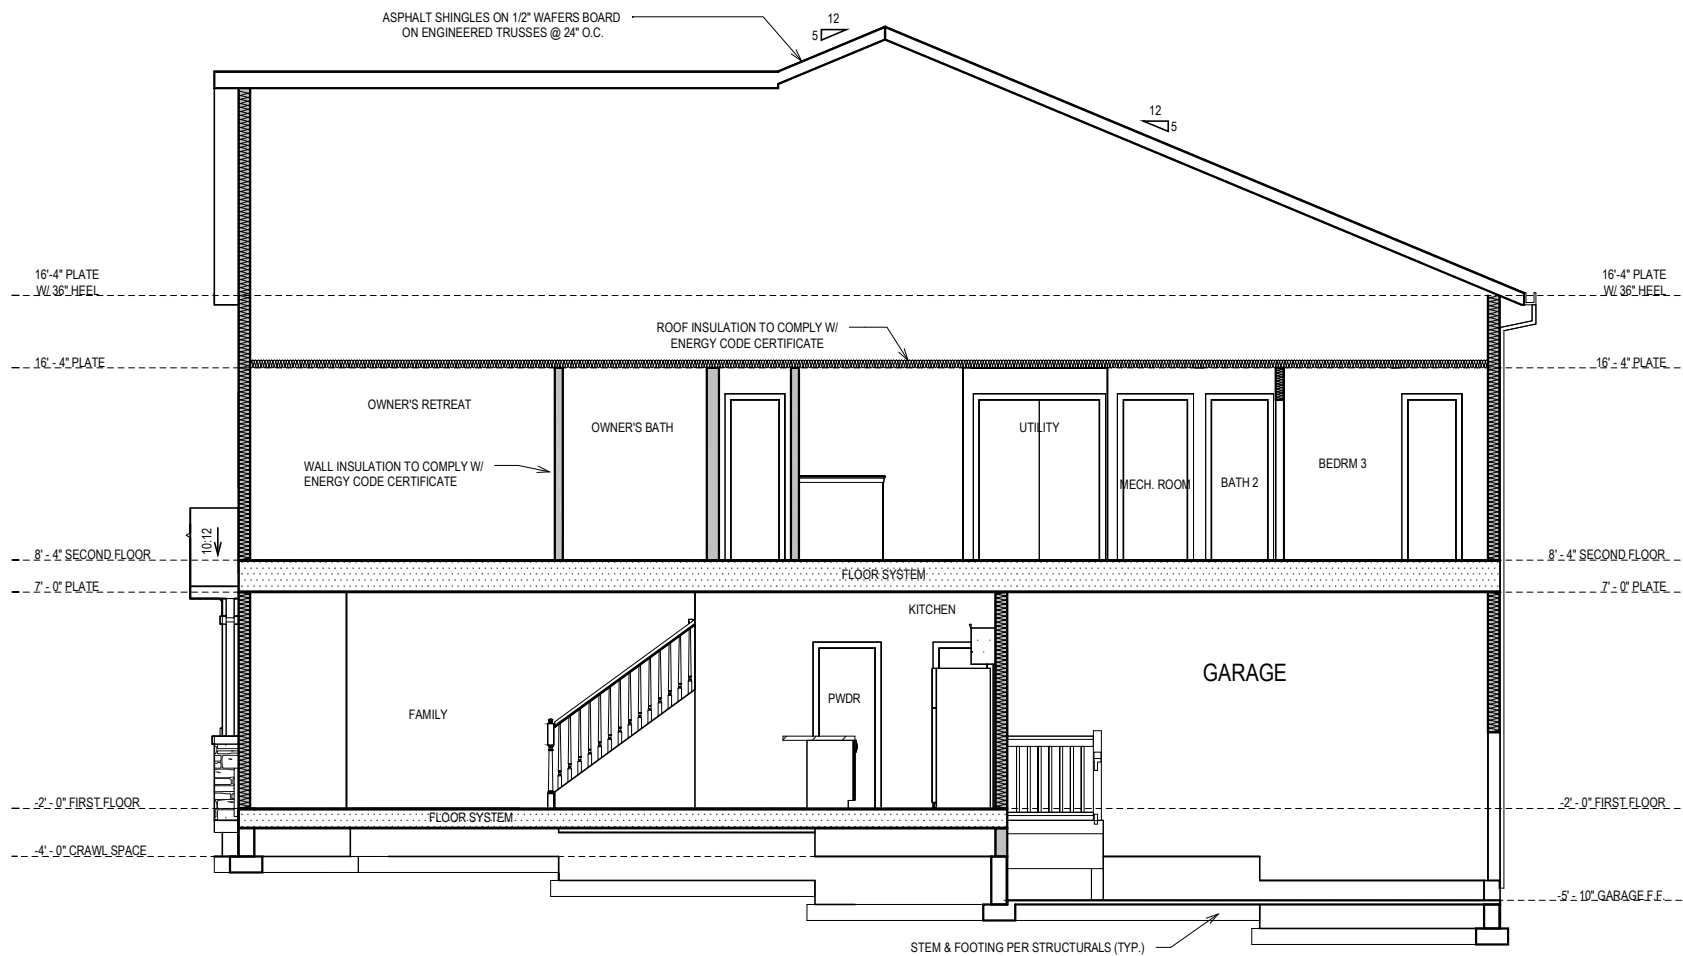 ASPHALT SHINGLES ON 1/2" WAFERS BOARD
ON ENGINEERED TRUSSES @ 24" O.C.
12
5
12
5
16'-4" PLATE
W/ 36" HEEL
16'-4" PLATE
W/ 36" HEEL
ROOF INSULATION TO COMPLY W/
ENERGY CODE CERTIFICATE
16' - 4" PLATE
16' - 4" PLATE
OWNER'S RETREAT
OWNER'S BATH
UTILITY
WALL INSULATION TO COMPLY W/
ENERGY CODE CERTIFICATE
BEDRM 3
MECH. ROOM
BATH 2
10:12
8' - 4" SECOND FLOOR
8' - 4" SECOND FLOOR
FLOOR SYSTEM
7' - 0" PLATE
7' - 0" PLATE
KITCHEN
GARAGE
PWDR
FAMILY
-2' - 0" FIRST FLOOR
-2' - 0" FIRST FLOOR
FLOOR SYSTEM
-4' - 0" CRAWL SPACE
-5' - 10" GARAGE F.F.
STEM & FOOTING PER STRUCTURALS (TYP.)